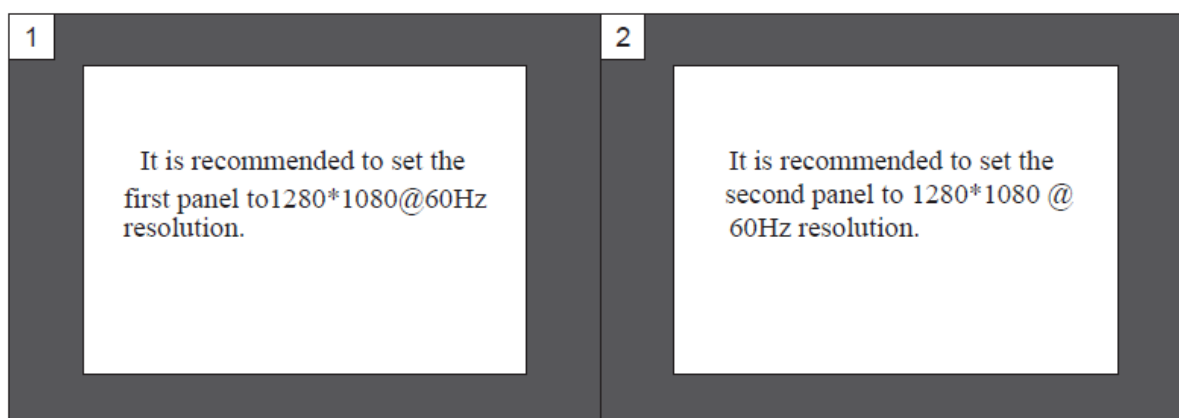 1
It is recommended to set the
first panel to1280*1080@60Hz
resolution.
2
It is recommended to set the
second panel to 1280*1080 @
60Hz resolution.